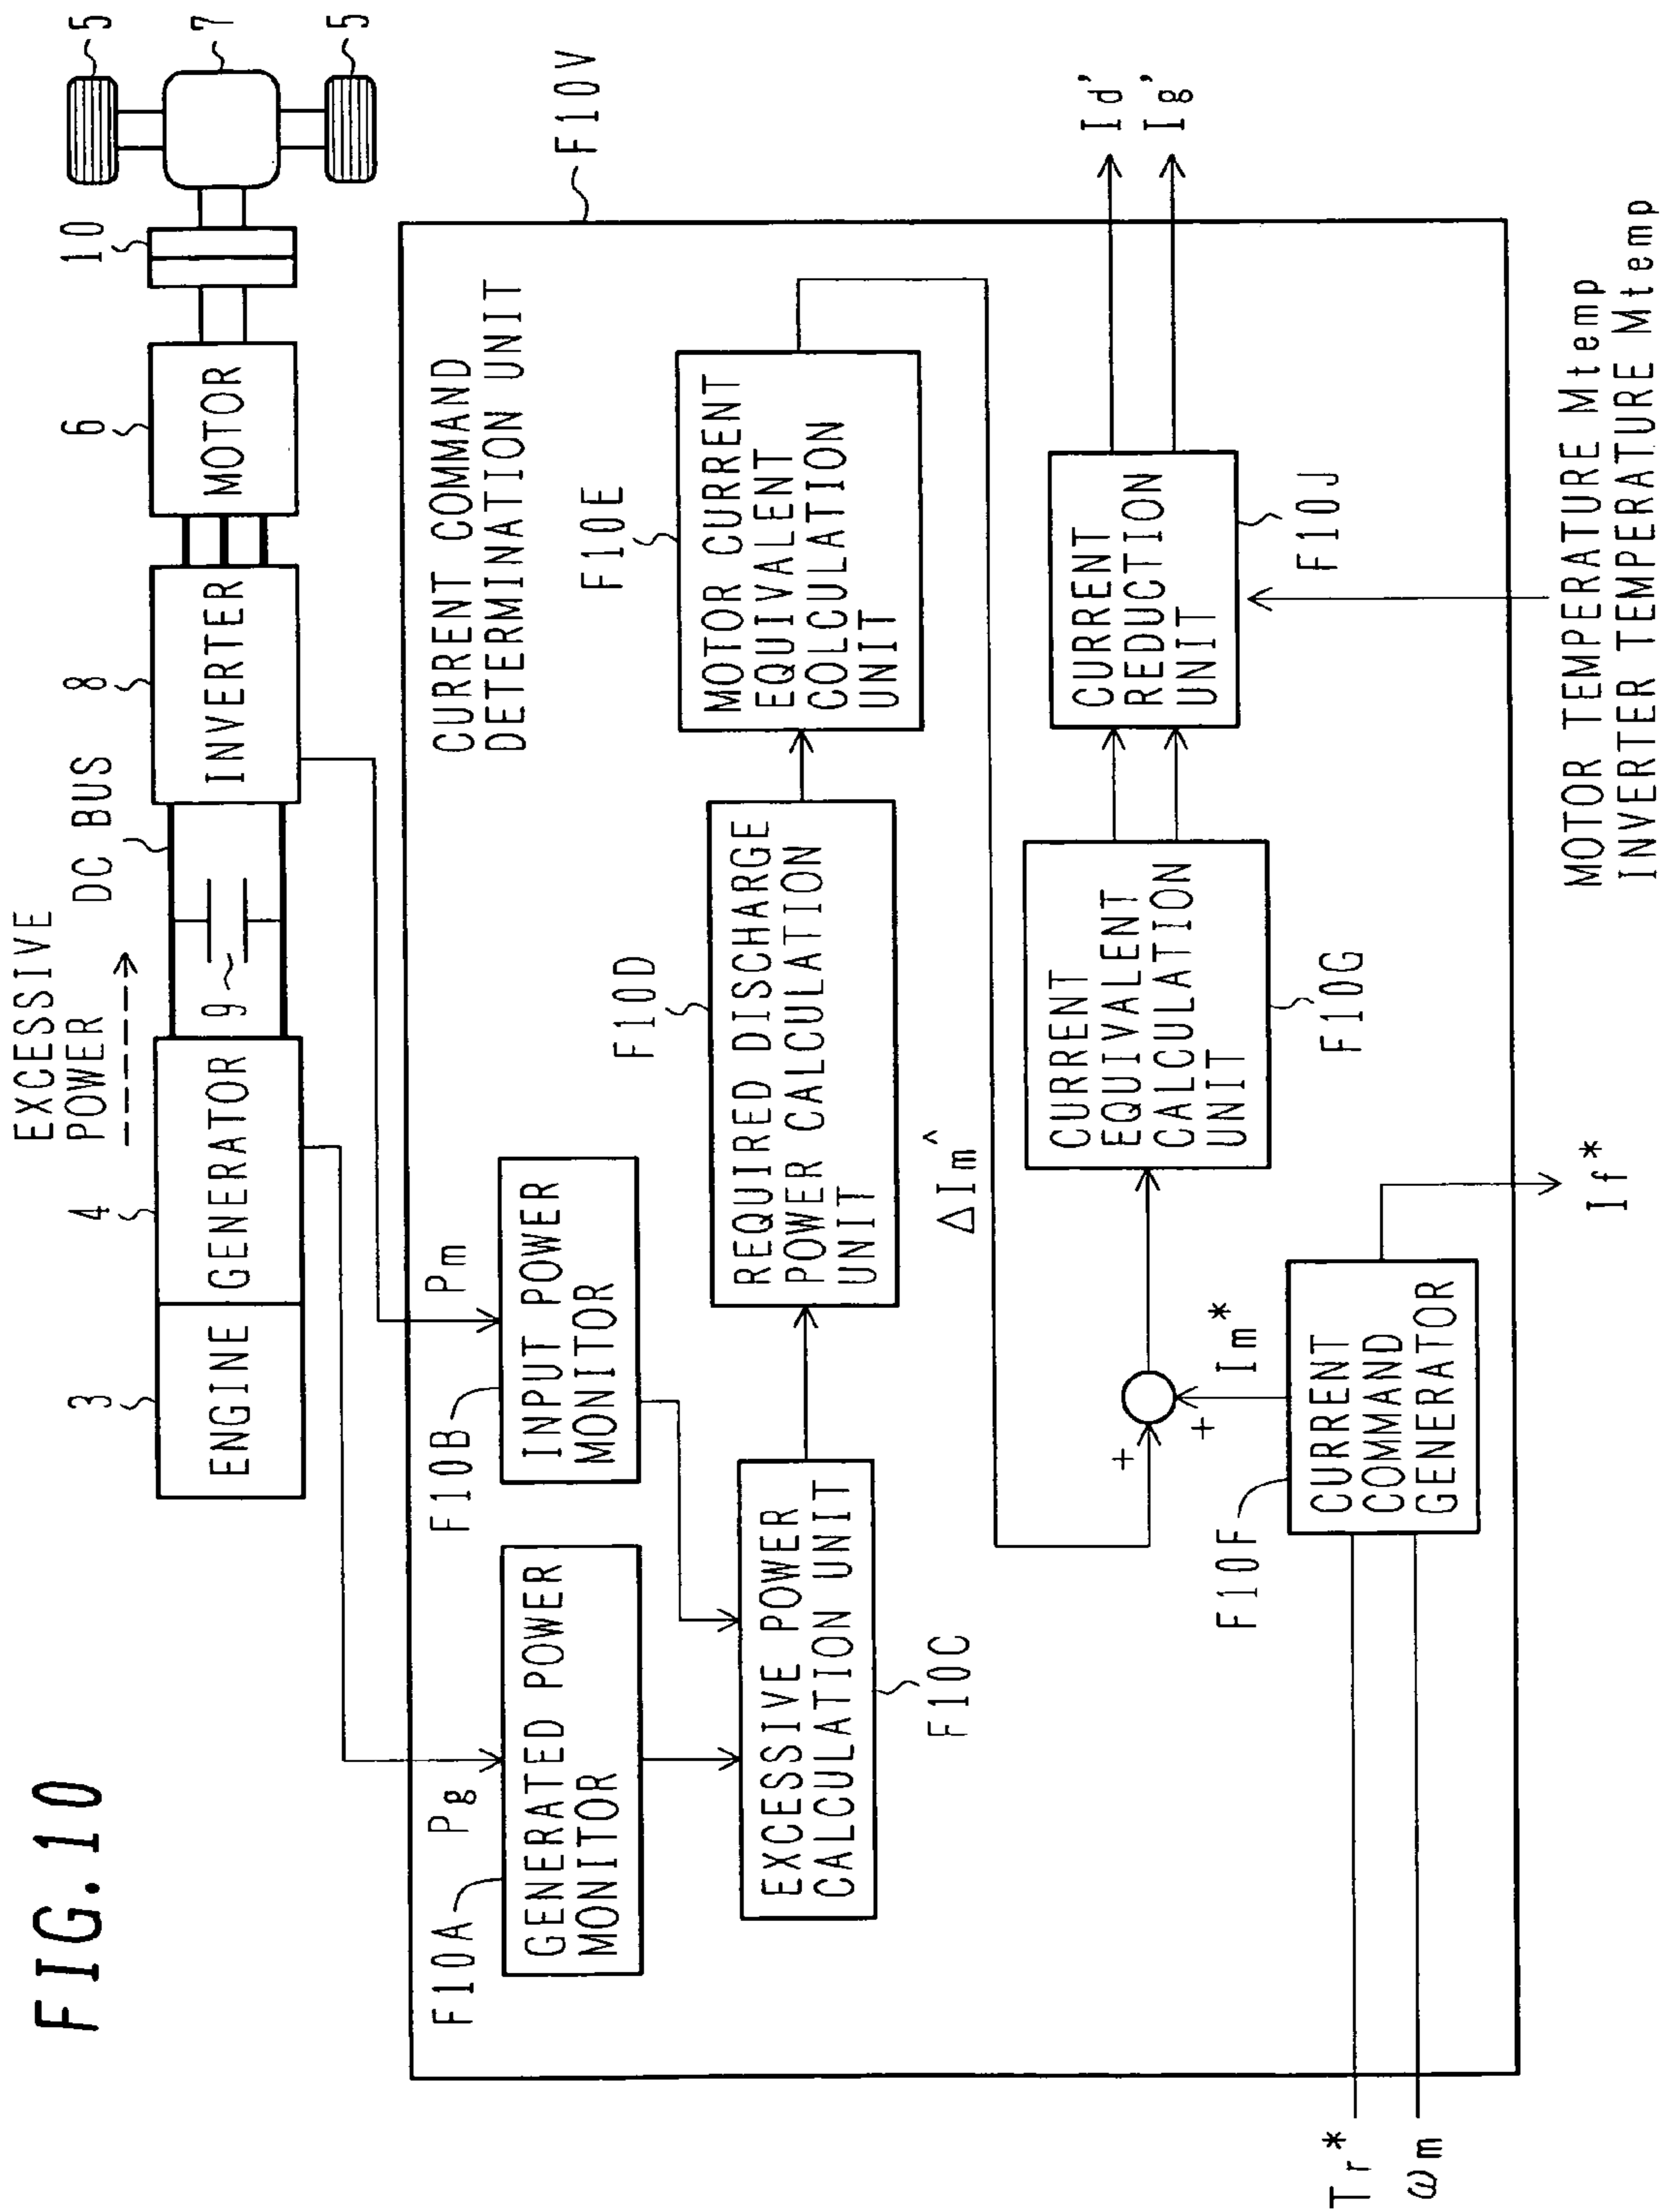 FIG.10
EXCESSIVE
POWER
DC BUS
3
4
8
6
10
5
7
5
ENGINE
GENERATOR
9
INVERTER
MOTOR
Pg
Pm
F10V
CURRENT COMMAND
DETERMINATION UNIT
F10A
GENERATED POWER
MONITOR
F10B
INPUT POWER
MONITOR
EXCESSIVE POWER
CALCULATION UNIT
F10C
F10D
REQUIRED DISCHARGE
POWER CALCULATION
UNIT
F10E
MOTOR CURRENT
EQUIVALENT
COLCULATION
UNIT
ΔIm^
+
+
Im*
F10F
CURRENT
COMMAND
GENERATOR
Tr*
ωm
If*
CURRENT
EQUIVALENT
CALCULATION
UNIT
F10G
CURRENT
REDUCTION
UNIT
F10J
Id'
Ig'
MOTOR TEMPERATURE Mtemp
INVERTER TEMPERATURE Mtemp